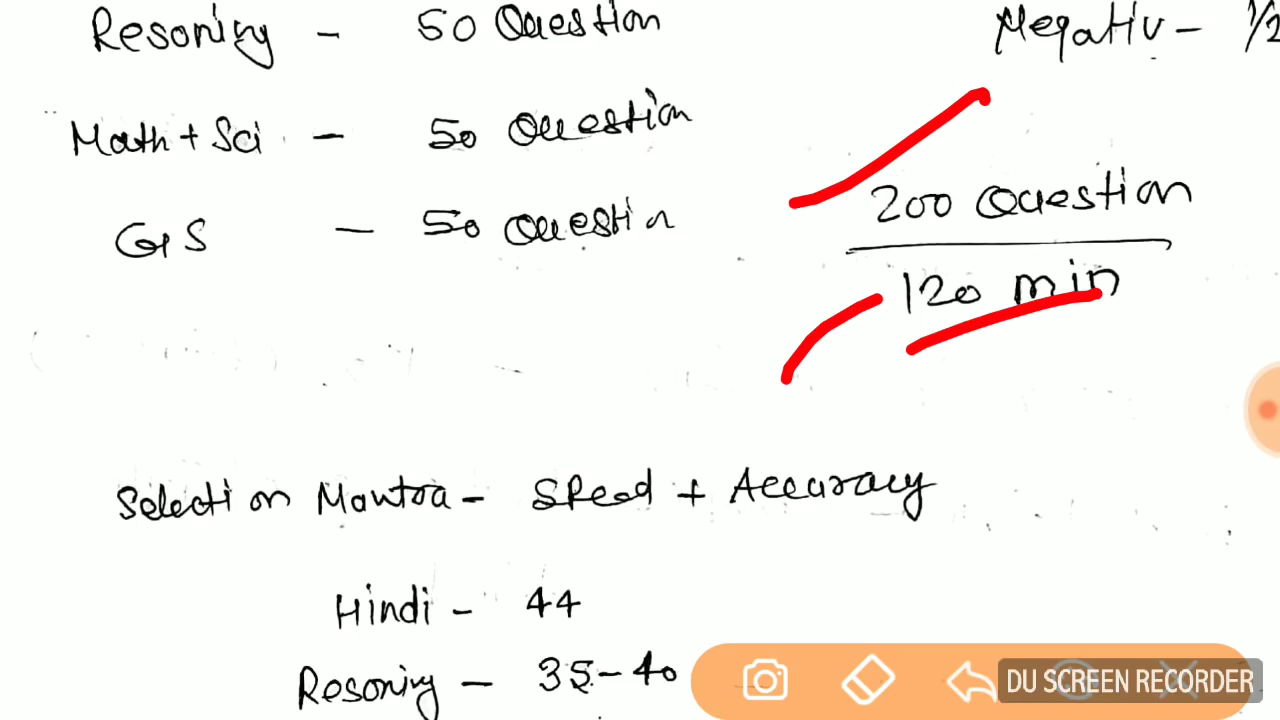 Resoning - 50 Question
Negativ - 1/2
Math + Sci - 50 Question
GS - 50 Question
200 Question
120 min
Selection Mantra - Speed + Accuracy
Hindi - 44
Resoning - 35-40
DU SCREEN RECORDER